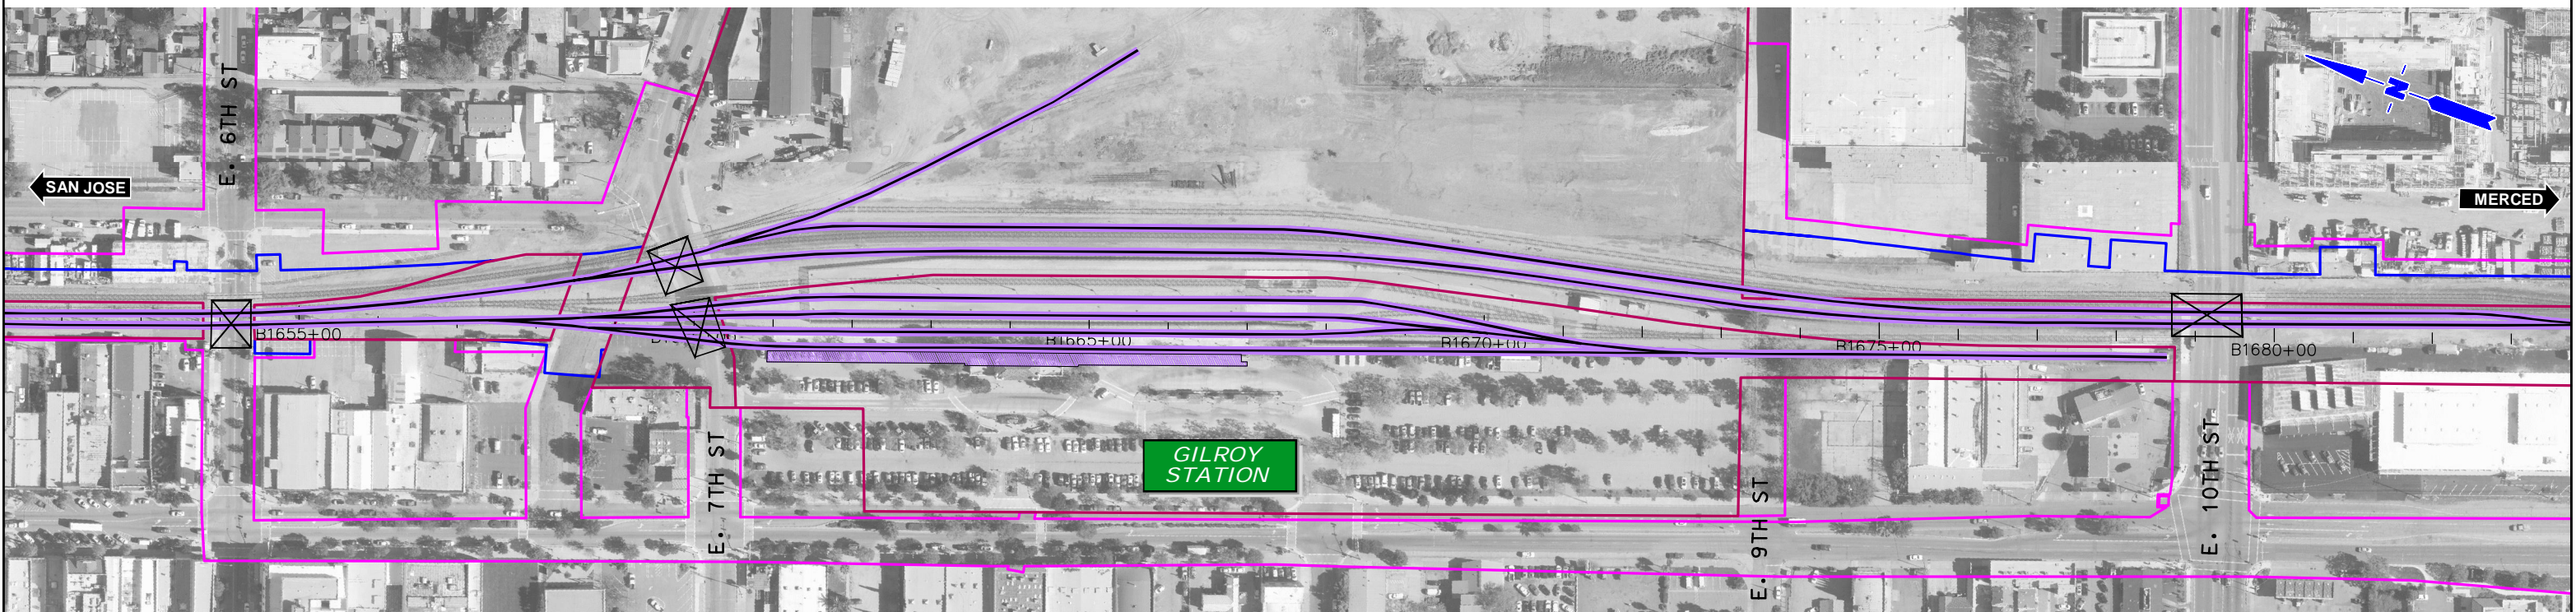 E. 6TH ST
SAN JOSE
N
MERCED
B1655+00
B1665+00
B1670+00
B1675+00
B1680+00
GILROY
STATION
E. 7TH ST
E. 9TH ST
E. 10TH ST